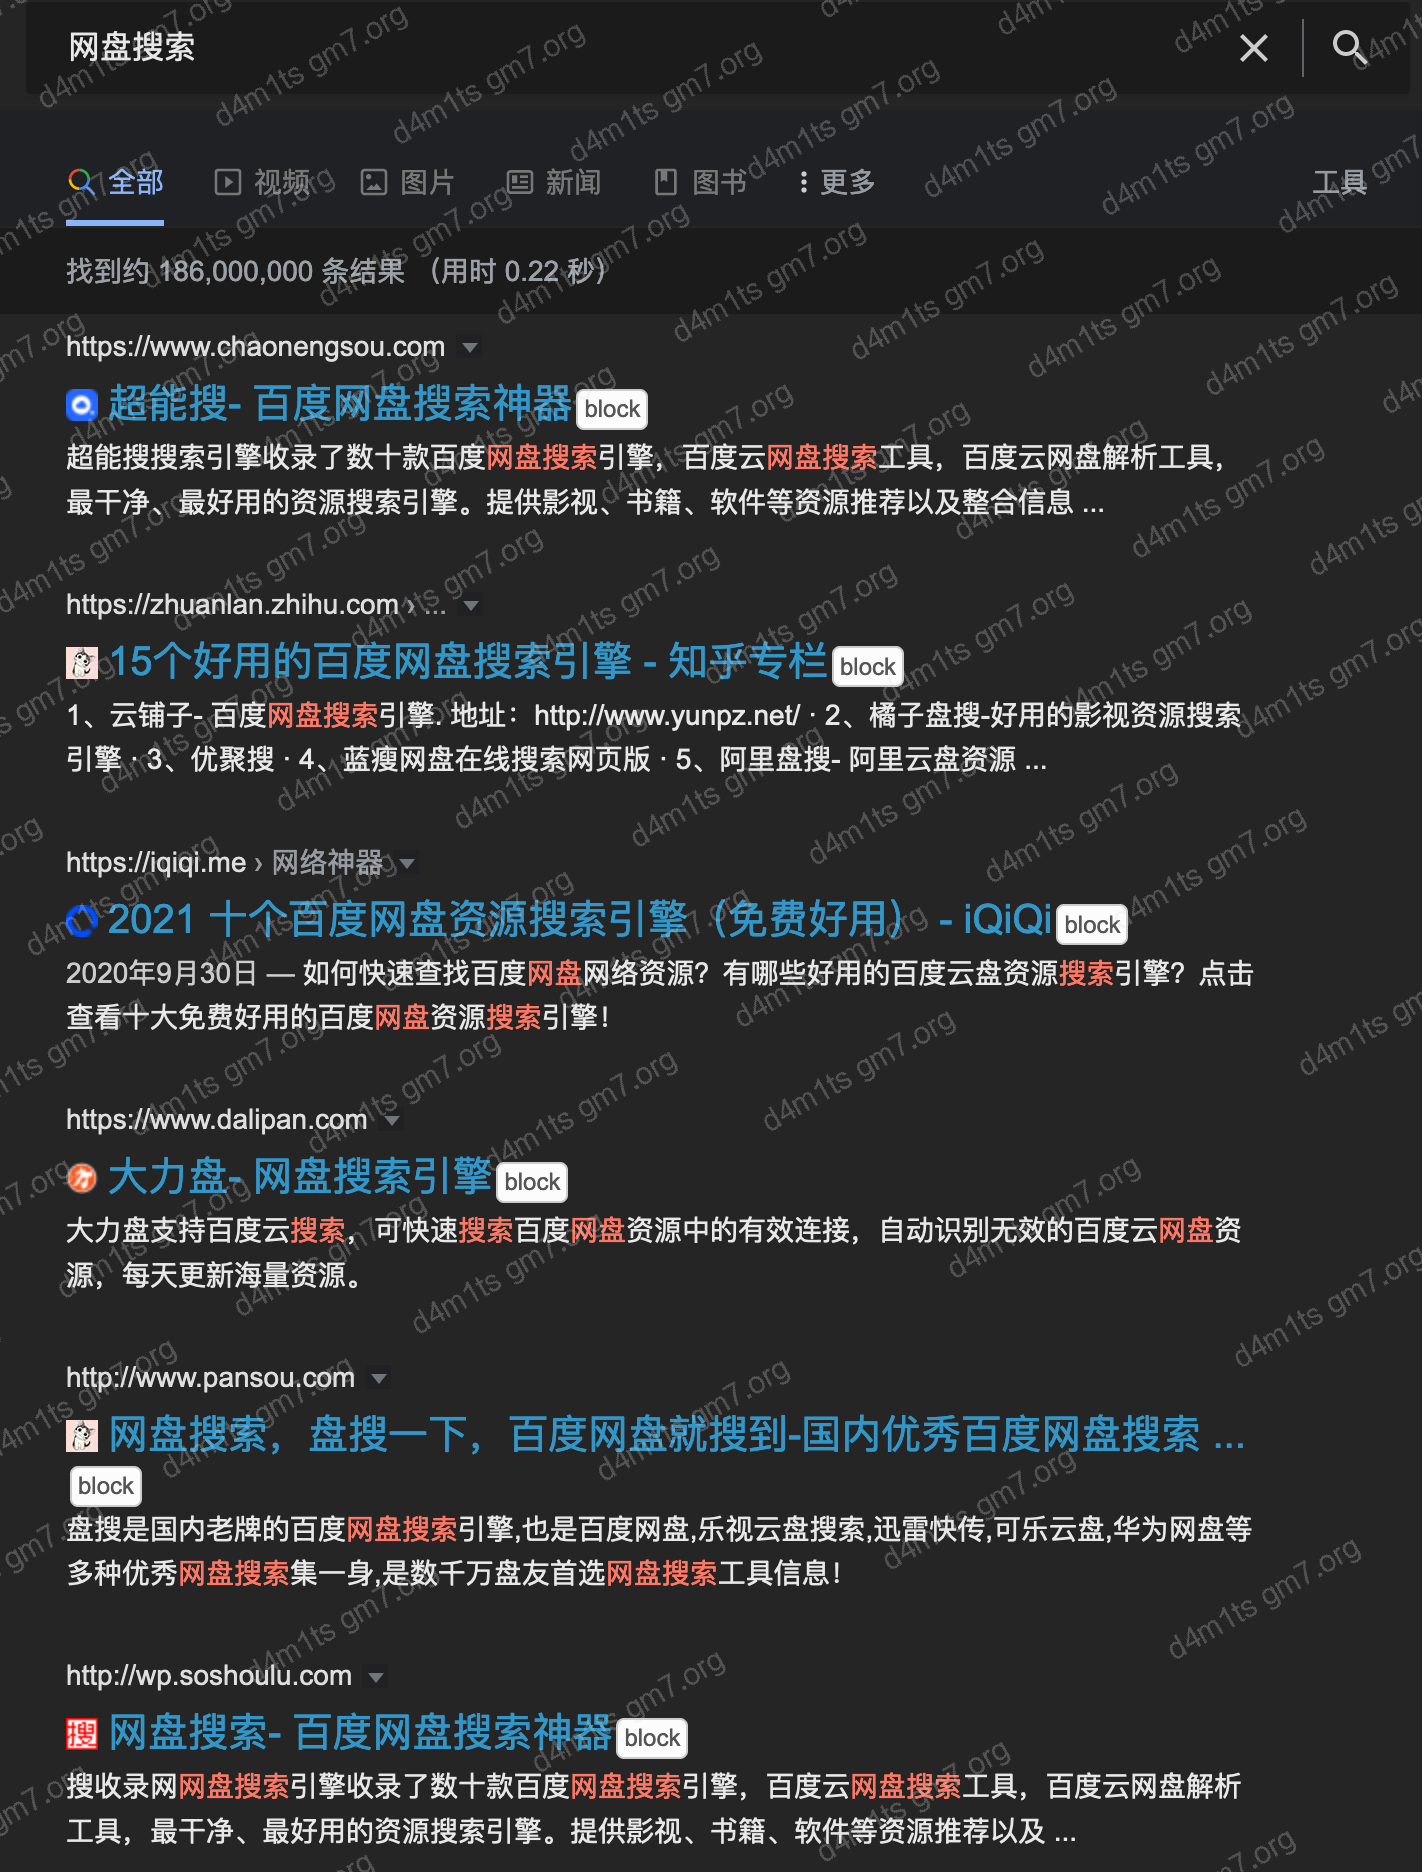 网盘搜索
全部 视频 图片 新闻 图书 更多 工具
找到约 186,000,000 条结果 （用时 0.22 秒）
https://www.chaonengsou.com
超能搜- 百度网盘搜索神器 block
超能搜搜索引擎收录了数十款百度网盘搜索引擎，百度云网盘搜索工具，百度云网盘解析工具，
最干净、最好用的资源搜索引擎。提供影视、书籍、软件等资源推荐以及整合信息 ...
https://zhuanlan.zhihu.com › ...
15个好用的百度网盘搜索引擎 - 知乎专栏 block
1、云铺子- 百度网盘搜索引擎. 地址：http://www.yunpz.net/ · 2、橘子盘搜-好用的影视资源搜索
引擎 · 3、优聚搜 · 4、蓝瘦网盘在线搜索网页版 · 5、阿里盘搜- 阿里云盘资源 ...
https://iqiqi.me › 网络神器
2021 十个百度网盘资源搜索引擎（免费好用） - iQiQi block
2020年9月30日 — 如何快速查找百度网盘网络资源？有哪些好用的百度云盘资源搜索引擎？点击
查看十大免费好用的百度网盘资源搜索引擎！
https://www.dalipan.com
大力盘- 网盘搜索引擎 block
大力盘支持百度云搜索，可快速搜索百度网盘资源中的有效连接，自动识别无效的百度云网盘资
源，每天更新海量资源。
http://www.pansou.com
网盘搜索，盘搜一下，百度网盘就搜到-国内优秀百度网盘搜索 ...
block
盘搜是国内老牌的百度网盘搜索引擎,也是百度网盘,乐视云盘搜索,迅雷快传,可乐云盘,华为网盘等
多种优秀网盘搜索集一身,是数千万盘友首选网盘搜索工具信息！
http://wp.soshoulu.com
搜 网盘搜索- 百度网盘搜索神器 block
搜收录网网盘搜索引擎收录了数十款百度网盘搜索引擎，百度云网盘搜索工具，百度云网盘解析
工具，最干净、最好用的资源搜索引擎。提供影视、书籍、软件等资源推荐以及 ...
d4m1ts gm7.org